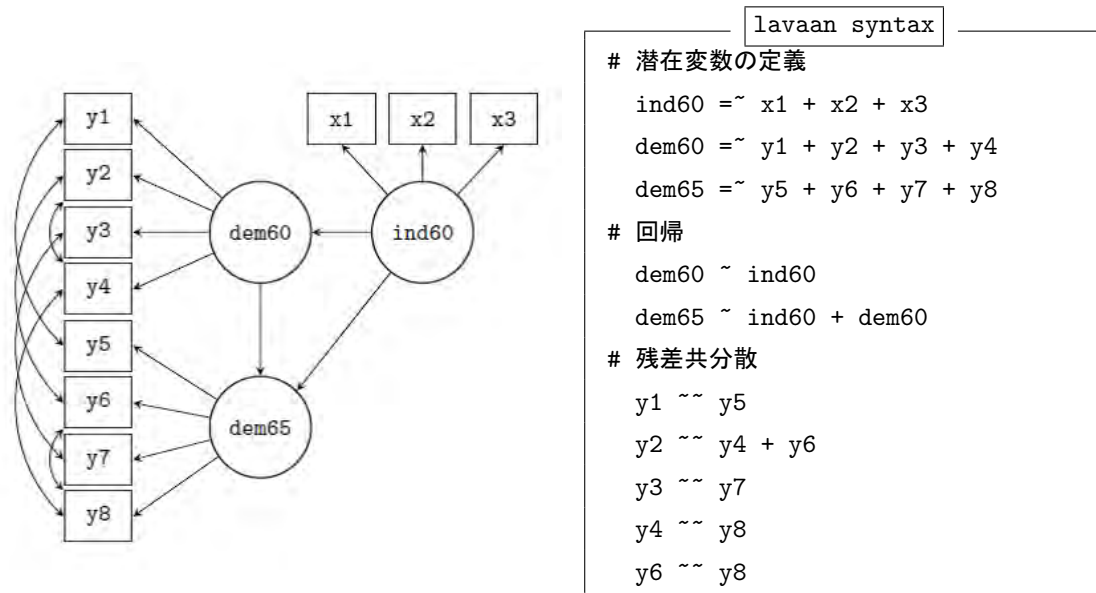 y1
y2
y3
y4
y5
y6
y7
y8
x1 x2 x3
dem60 ind60
dem65
lavaan syntax
# 潜在変数の定義
ind60 =~ x1 + x2 + x3
dem60 =~ y1 + y2 + y3 + y4
dem65 =~ y5 + y6 + y7 + y8
# 回帰
dem60 ~ ind60
dem65 ~ ind60 + dem60
# 残差共分散
y1 ~~ y5
y2 ~~ y4 + y6
y3 ~~ y7
y4 ~~ y8
y6 ~~ y8